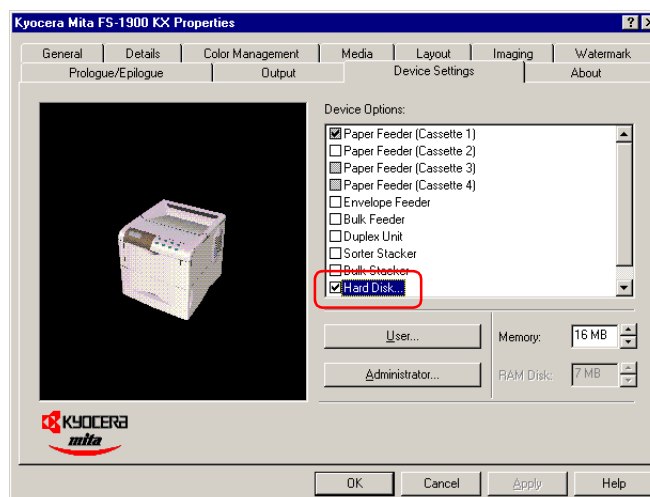 Kyocera Mita FS-1900 KX Properties
General Details Color Management Media Layout Imaging Watermark
Prologue/Epilogue Output Device Settings About
Device Options:
Paper Feeder (Cassette 1)
Paper Feeder (Cassette 2)
Paper Feeder (Cassette 3)
Paper Feeder (Cassette 4)
Envelope Feeder
Bulk Feeder
Duplex Unit
Sorter Stacker
Bulk Stacker
Hard Disk...
User... Memory: 16 MB
Administrator... RAM Disk: 7 MB
KYOCERA
mita
OK Cancel Apply Help